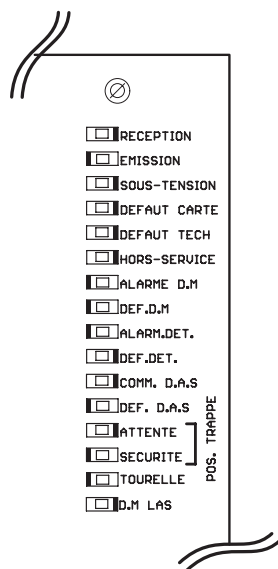 RECEPTION
EMISSION
SOUS-TENSION
DEFAUT CARTE
DEFAUT TECH
HORS-SERVICE
ALARME D.M
DEF.D.M
ALARM.DET.
DEF.DET.
COMM. D.A.S
DEF. D.A.S
ATTENTE
SECURITE
POS. TRAPPE
TOURELLE
D.M LAS